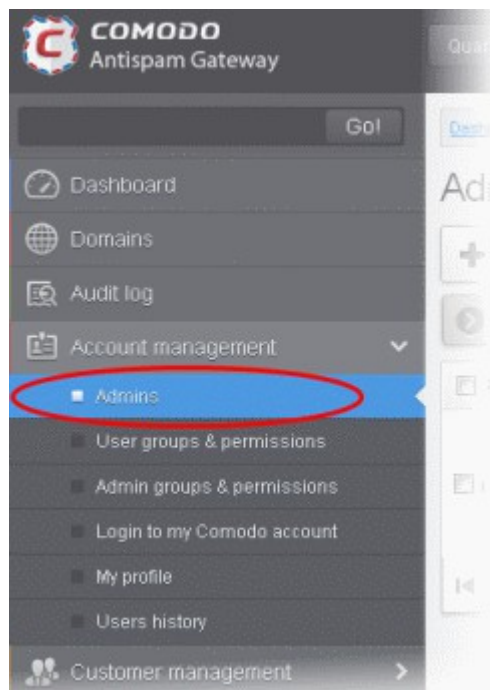 COMODO
Antispam Gateway
Go!
Dashboard
Domains
Audit log
Account management
Admins
User groups & permissions
Admin groups & permissions
Login to my Comodo account
My profile
Users history
Customer management